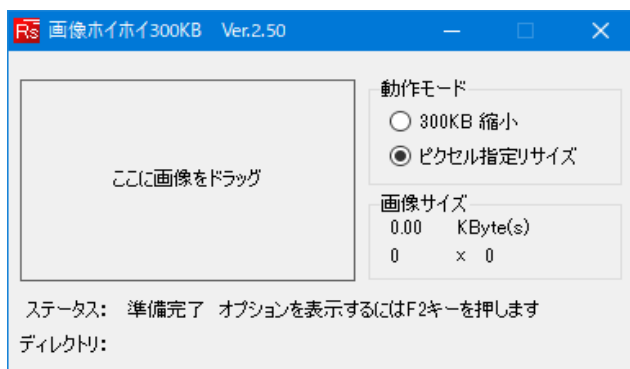 Rs 画像ホイホイ300KB Ver.2.50
ここに画像をドラッグ
動作モード
300KB 縮小
ピクセル指定リサイズ
画像サイズ
0.00 KByte(s)
0 x 0
ステータス: 準備完了 オプションを表示するにはF2キーを押します
ディレクトリ: